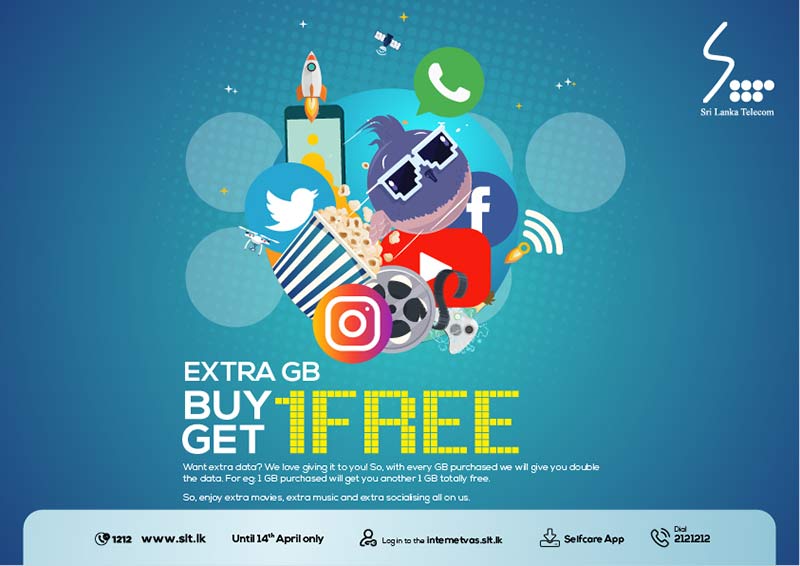 Sri Lanka Telecom
EXTRA GB
BUY 1 FREE
GET
Want extra data? We love giving it to you! So, with every GB purchased we will give you double
the data. For eg: 1 GB purchased will get you another 1 GB totally free.
So, enjoy extra movies, extra music and extra socialising all on us.
1212 www.slt.lk Until 14th April only Log in to the internetvas.slt.lk Selfcare App Dial
2121212